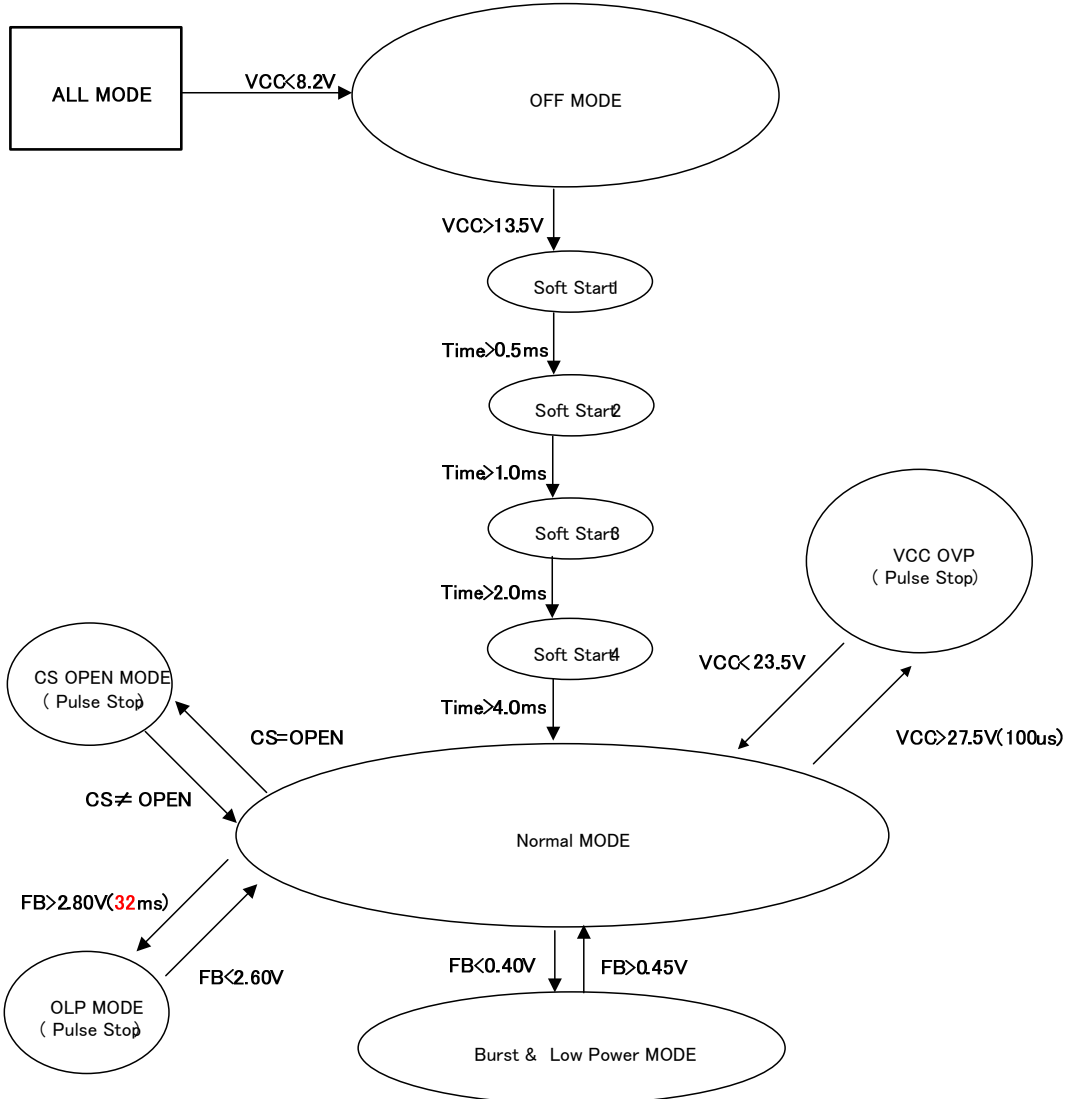 ALL MODE
VCC<8.2V
OFF MODE
VCC>13.5V
Soft Start1
Time>0.5ms
Soft Start2
Time>1.0ms
Soft Start3
Time>2.0ms
Soft Start4
Time>4.0ms
VCC OVP
( Pulse Stop)
VCC<23.5V
VCC>27.5V(100us)
CS OPEN MODE
( Pulse Stop)
CS=OPEN
CS≠ OPEN
Normal MODE
FB>2.80V(32ms)
FB<2.60V
OLP MODE
( Pulse Stop)
FB<0.40V
FB>0.45V
Burst & Low Power MODE